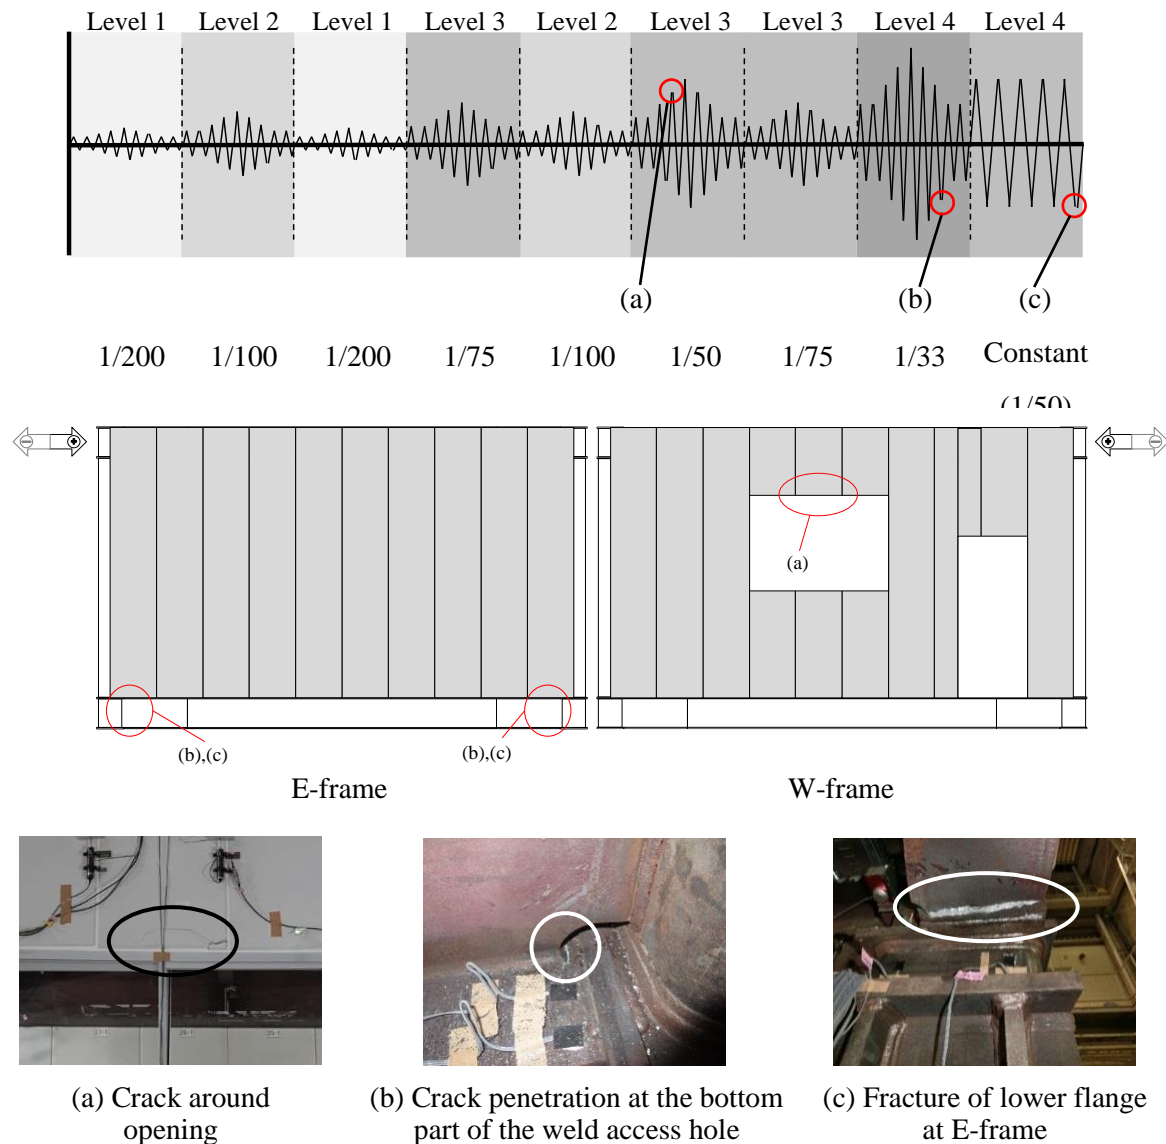 Level 1 Level 2 Level 1 Level 3 Level 2 Level 3 Level 3 Level 4 Level 4
(a) (b) (c)
1/200 1/100 1/200 1/75 1/100 1/50 1/75 1/33 Constant
(1/50)
(a)
(b),(c) (b),(c)
E-frame W-frame
(a) Crack around
opening
(b) Crack penetration at the bottom
part of the weld access hole
(c) Fracture of lower flange
at E-frame